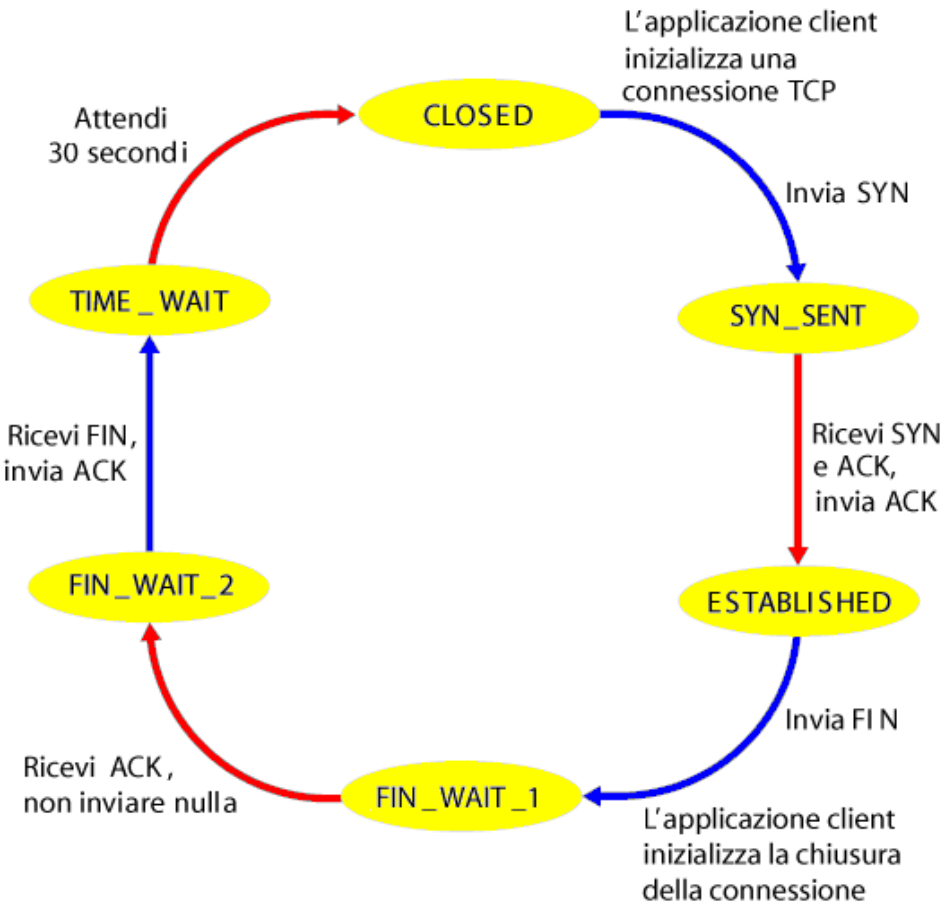 L'applicazione client
inizializza una
connessione TCP
CLOSED
Attendi
30 secondi
Invia SYN
TIME_WAIT
SYN_SENT
Ricevi FIN,
invia ACK
Ricevi SYN
e ACK,
invia ACK
FIN_WAIT_2
ESTABLISHED
Invia FIN
Ricevi ACK,
non inviare nulla
FIN_WAIT_1
L'applicazione client
inizializza la chiusura
della connessione